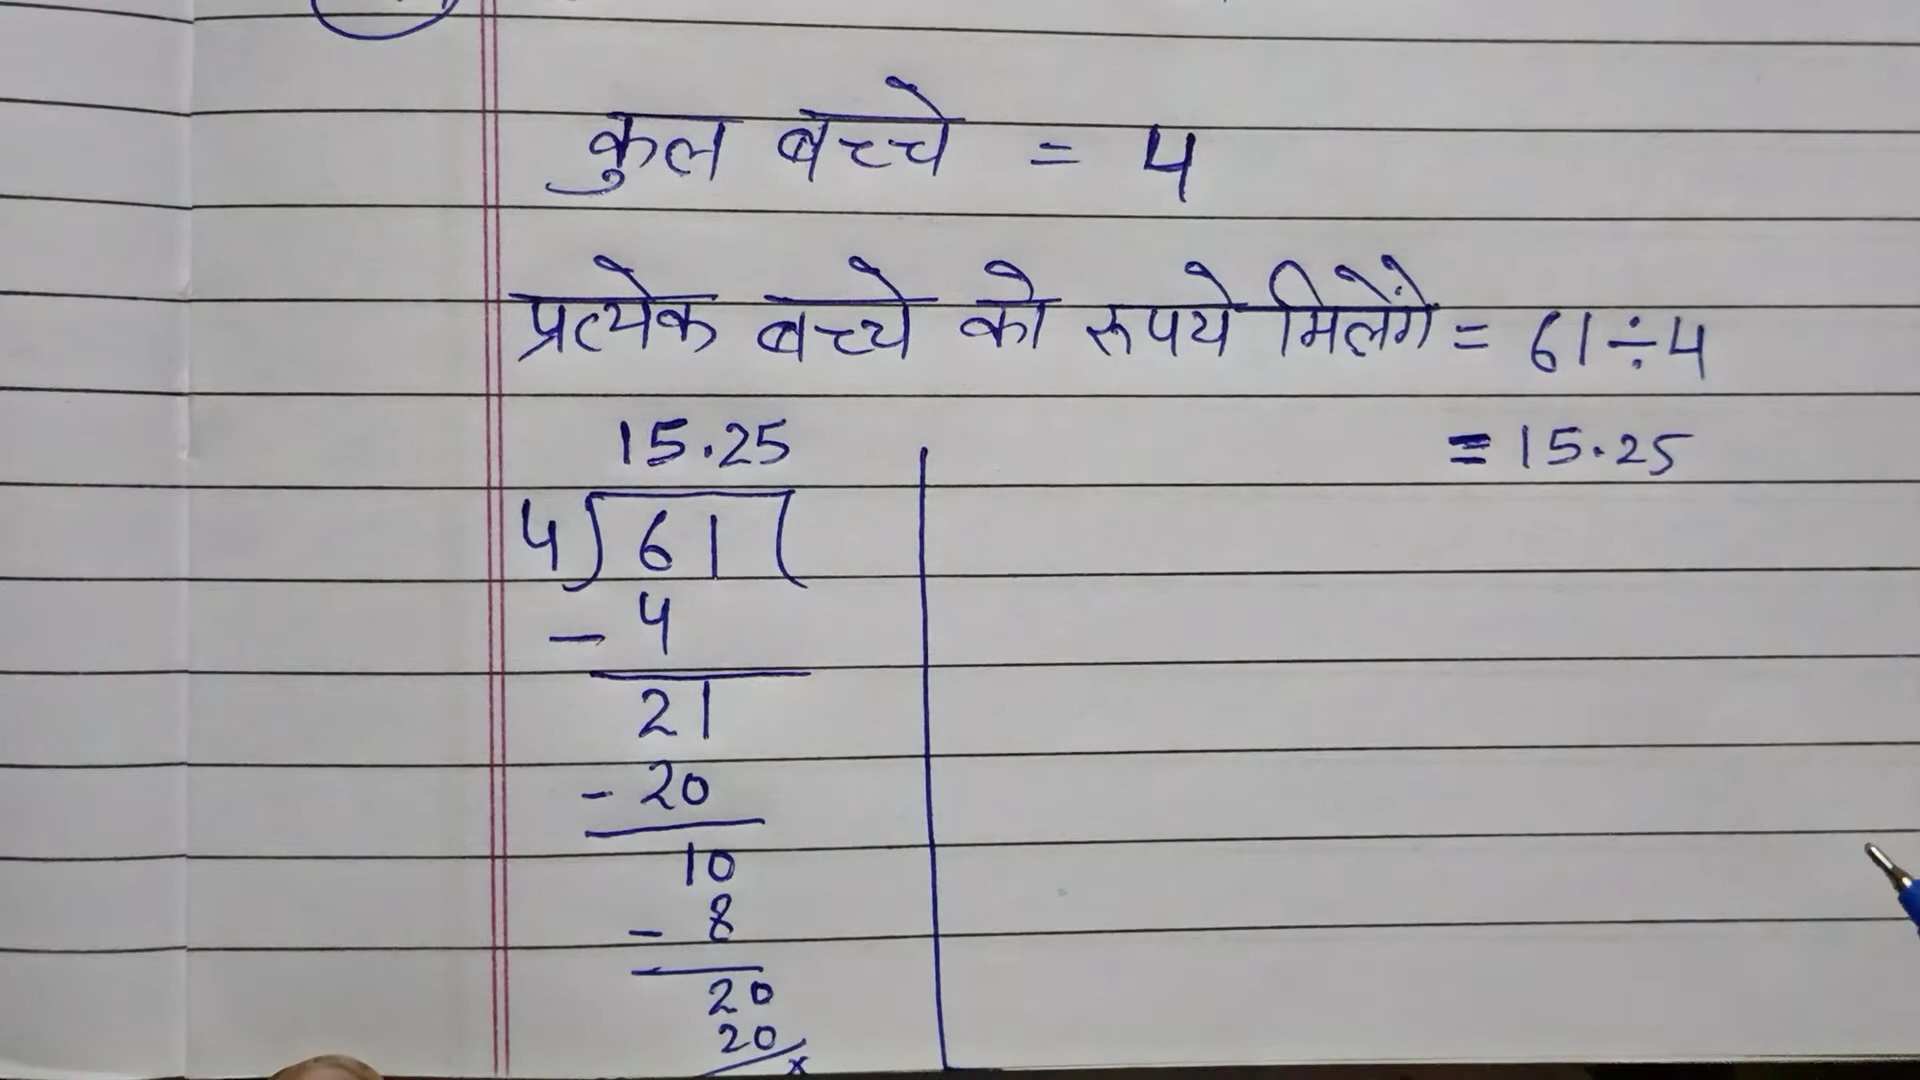 कुल बच्चे = 4
प्रत्येक बच्चे को रूपये मिलेंगे = 61÷4
= 15.25
15.25
4) 61 (
- 4
21
- 20
10
- 8
20
20
x